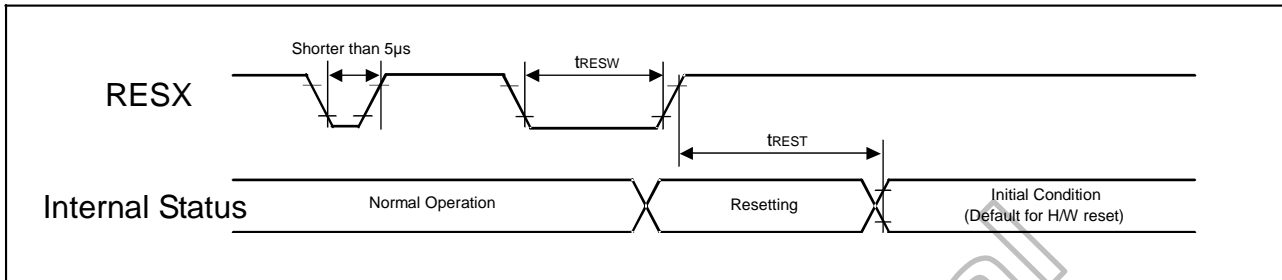 Shorter than 5µs
tRESW
RESX
tREST
Internal Status
Normal Operation
Resetting
Initial Condition
(Default for H/W reset)